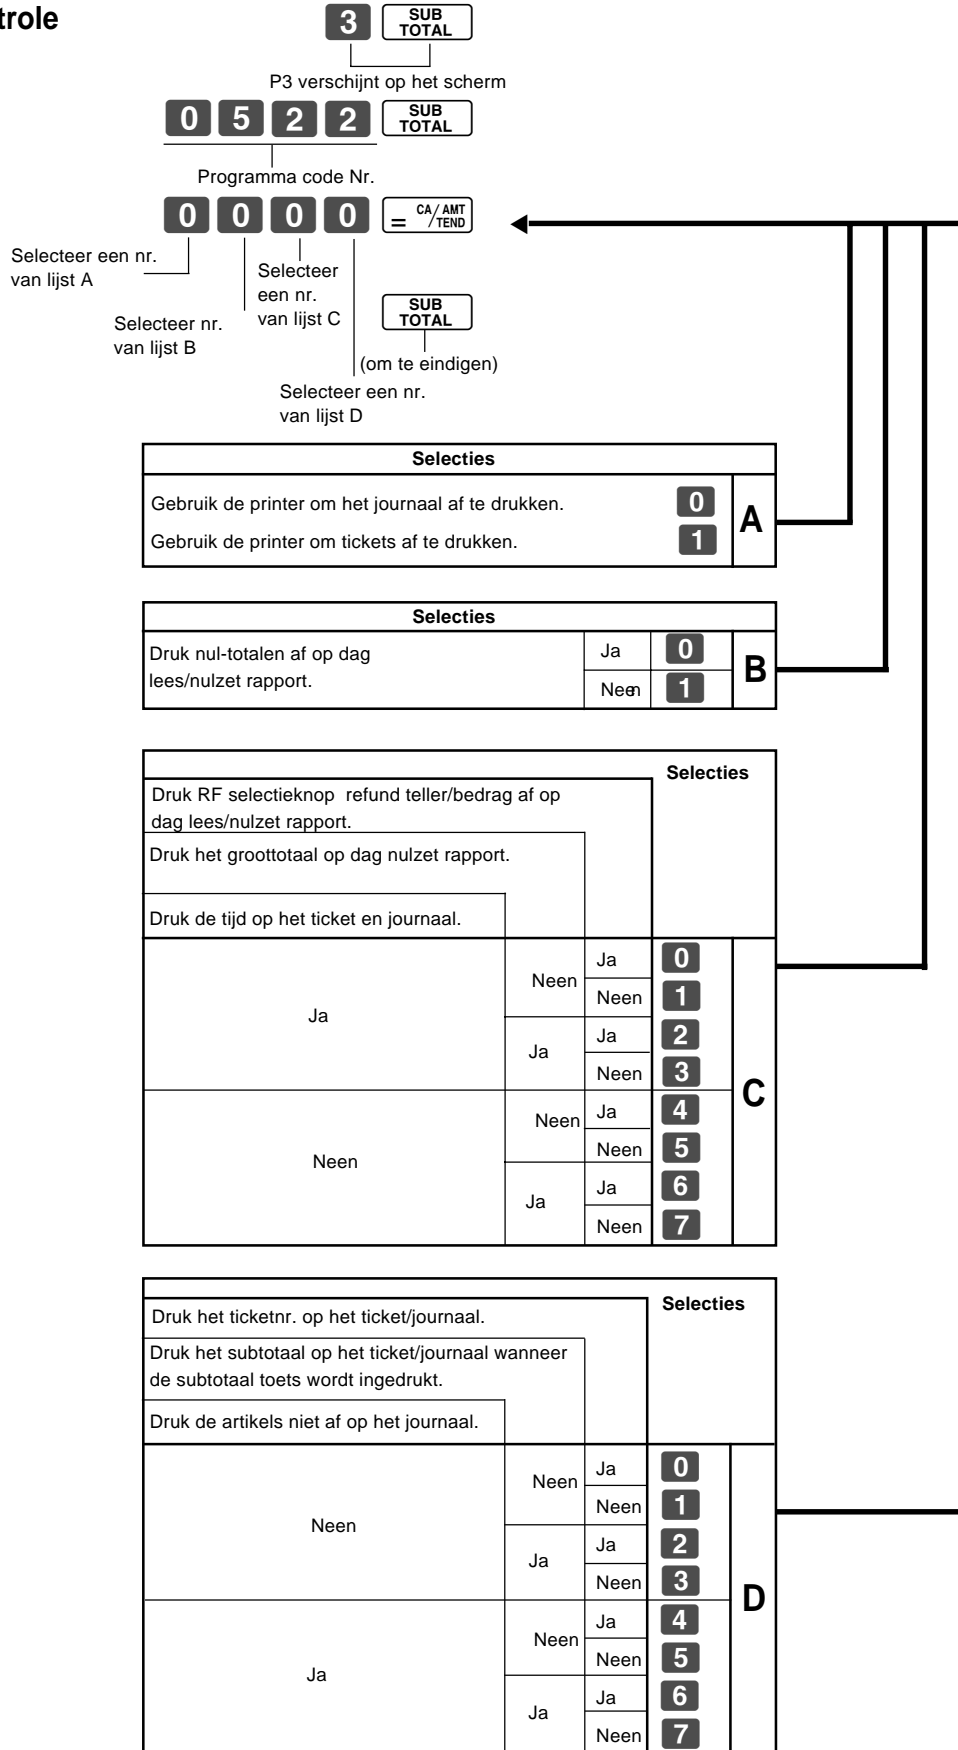 trole
3 SUB TOTAL
P3 verschijnt op het scherm
0 5 2 2 SUB TOTAL
Programma code Nr.
0 0 0 0 = CA/AMT TEND
Selecteer een nr.
van lijst A
Selecteer
een nr.
van lijst C
Selecteer nr.
van lijst B
SUB TOTAL
(om te eindigen)
Selecteer een nr.
van lijst D
Selecties
Gebruik de printer om het journaal af te drukken. 0
Gebruik de printer om tickets af te drukken. 1
A
Selecties
Druk nul-totalen af op dag
lees/nulzet rapport.
Ja 0
Neen 1
B
Selecties
Druk RF selectieknop refund teller/bedrag af op
dag lees/nulzet rapport.
Druk het groottotaal op dag nulzet rapport.
Druk de tijd op het ticket en journaal.
Ja
Neen
Ja 0
Neen 1
Ja
Ja 2
Neen 3
Neen
Neen
Ja 4
Neen 5
Ja
Ja 6
Neen 7
C
Selecties
Druk het ticketnr. op het ticket/journaal.
Druk het subtotaal op het ticket/journaal wanneer
de subtotaal toets wordt ingedrukt.
Druk de artikels niet af op het journaal.
Neen
Neen
Ja 0
Neen 1
Ja
Ja 2
Neen 3
Ja
Neen
Ja 4
Neen 5
Ja
Ja 6
Neen 7
D